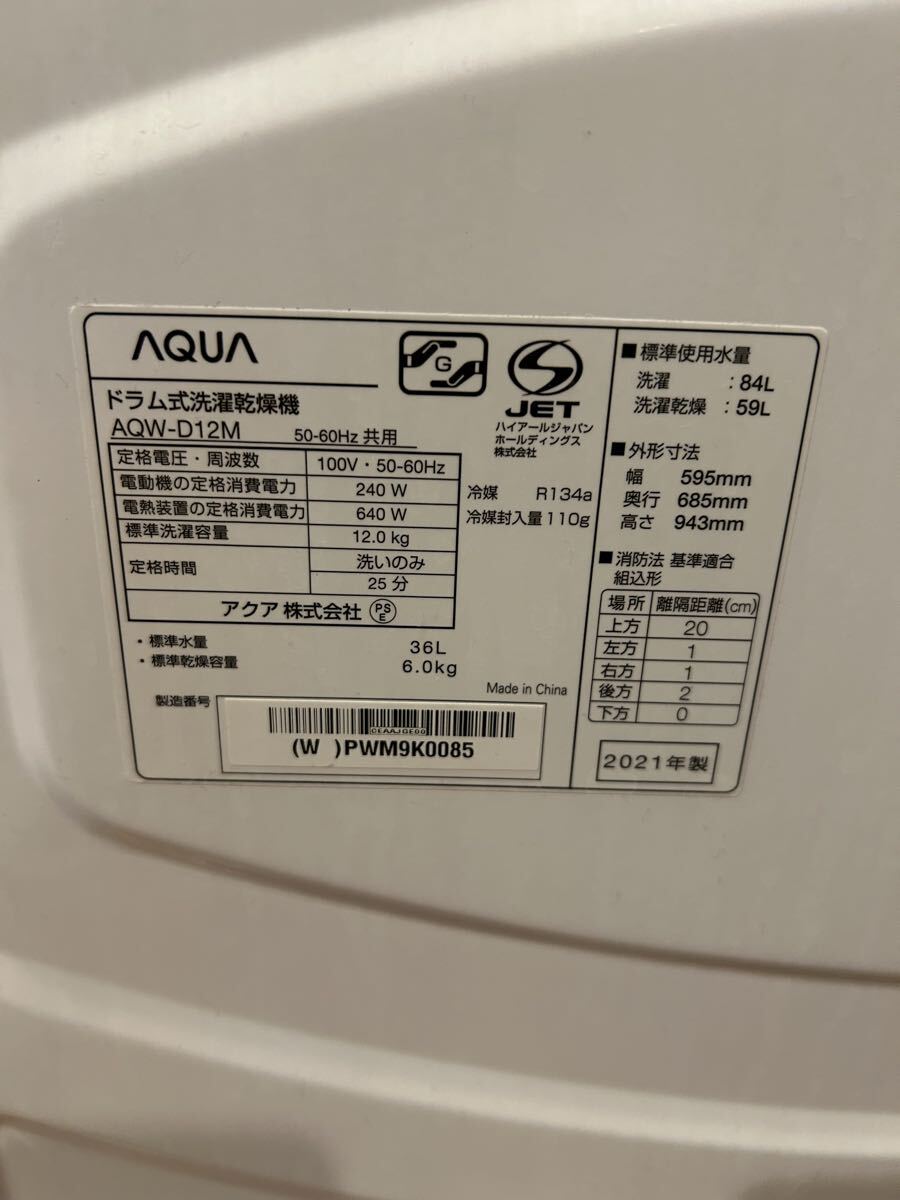 AQUA
G
JET
ドラム式洗濯乾燥機
AQW-D12M 50-60Hz 共用
ハイアールジャパン
ホールディングス
株式会社
定格電圧・周波数 100V・50-60Hz
電動機の定格消費電力 240 W
電熱装置の定格消費電力 640 W
標準洗濯容量 12.0 kg
定格時間 洗いのみ
25 分
アクア 株式会社 PSE
冷媒 R134a
冷媒封入量 110g
・標準水量 36L
・標準乾燥容量 6.0kg
Made in China
製造番号
CEAAJGE00
(W )PWM9K0085
■標準使用水量
洗濯 :84L
洗濯乾燥 :59L
■外形寸法
幅 595mm
奥行 685mm
高さ 943mm
■消防法 基準適合
組込形
場所 離隔距離(cm)
上方 20
左方 1
右方 1
後方 2
下方 0
2021年製